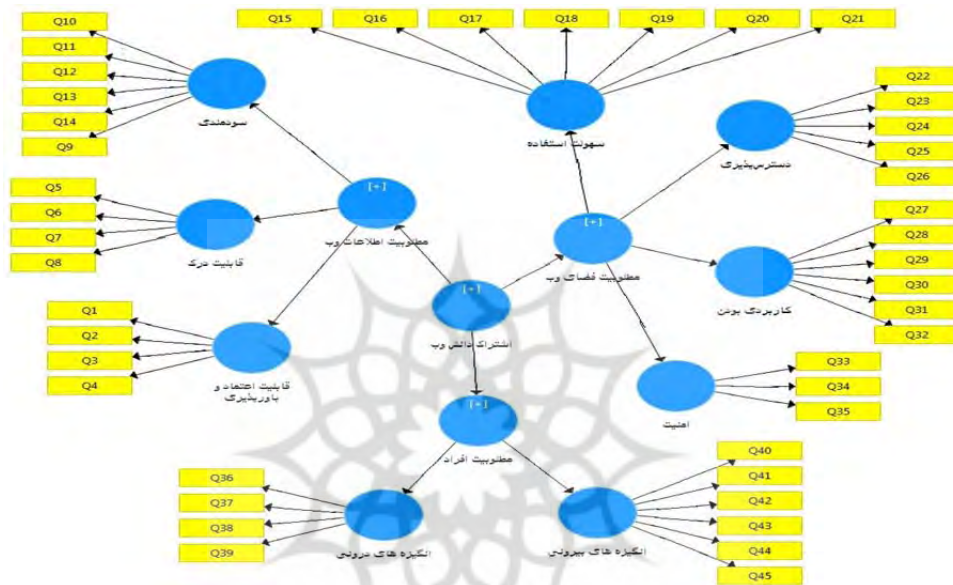 Q15 Q16 Q17 Q18 Q19 Q20 Q21
Q10
Q11
Q12
Q13
Q14
Q9
سودمندی
سهولت استفاده
Q22
Q23
Q24
Q25
Q26
دسترس‌پذیری
Q5
Q6
Q7
Q8
قابلیت درک
[+]
مطلوبیت اطلاعات وب
[+]
مطلوبیت فضای وب
Q27
Q28
Q29
Q30
Q31
Q32
کاربردی بودن
Q1
Q2
Q3
Q4
قابلیت اعتماد و
باورپذیری
[+]
اشتراک دانش وب
Q33
Q34
Q35
امنیت
[+]
مطلوبیت افراد
Q36
Q37
Q38
Q39
انگیزه های درونی
انگیزه های بیرونی
Q40
Q41
Q42
Q43
Q44
Q45